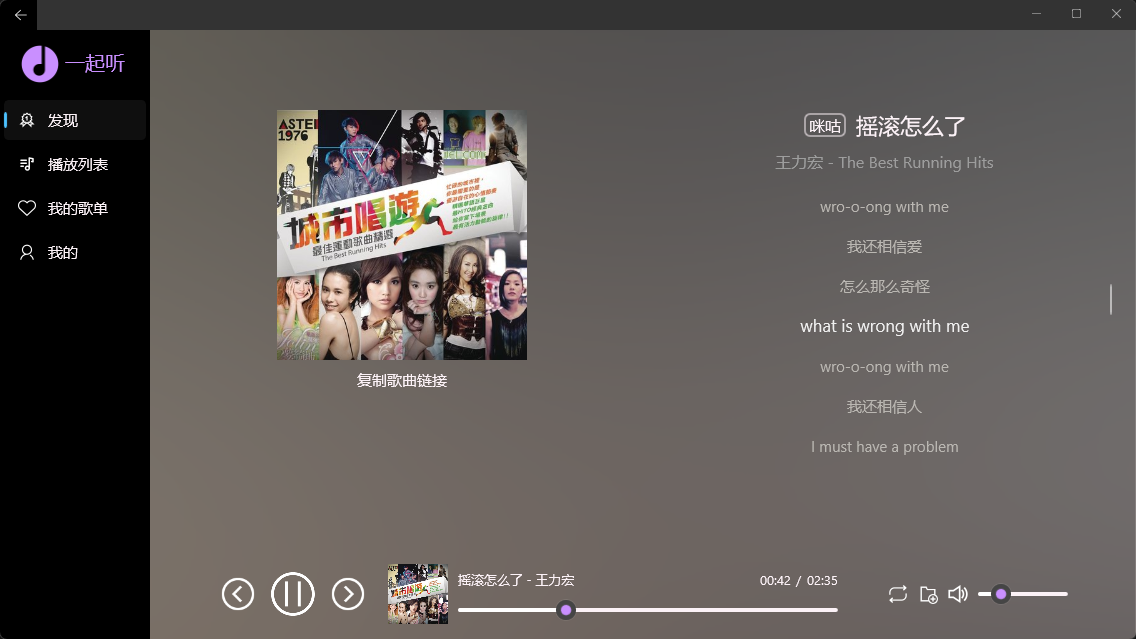 一起听
发现
播放列表
我的歌单
我的
ASTE
1976
WELCOME
城市唱遊
最佳運動歌曲精選
The Best Running Hits
复制歌曲链接
咪咕 摇滚怎么了
王力宏 - The Best Running Hits
wro-o-ong with me
我还相信爱
怎么那么奇怪
what is wrong with me
wro-o-ong with me
我还相信人
I must have a problem
摇滚怎么了 - 王力宏
00:42 / 02:35